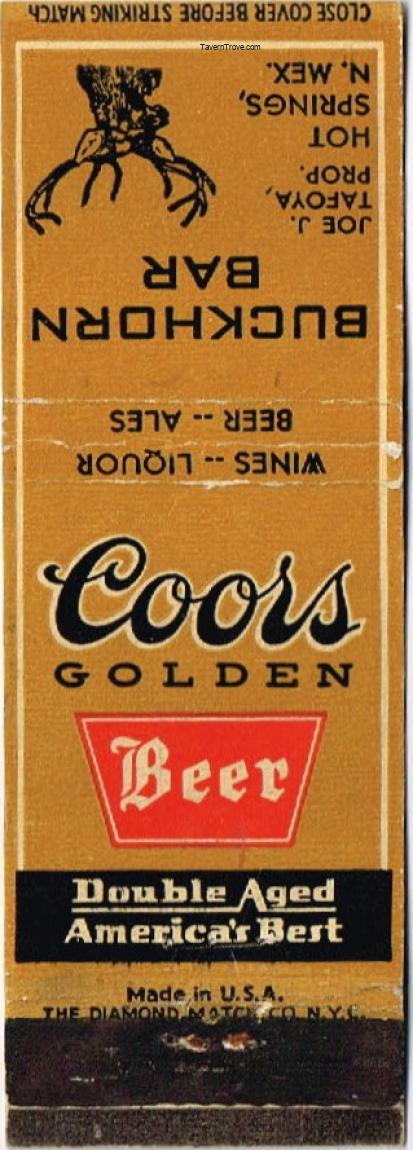 TavernTrove.com
CLOSE COVER BEFORE STRIKING MATCH
BUCKHORN
BAR
JOE J.
TAFOYA,
PROP.
HOT
SPRINGS,
N. MEX.
WINES -- LIQUOR
BEER -- ALES
Coors
GOLDEN
Beer
Double Aged
America's Best
Made in U.S.A.
THE DIAMOND MATCH CO. N.Y.C.